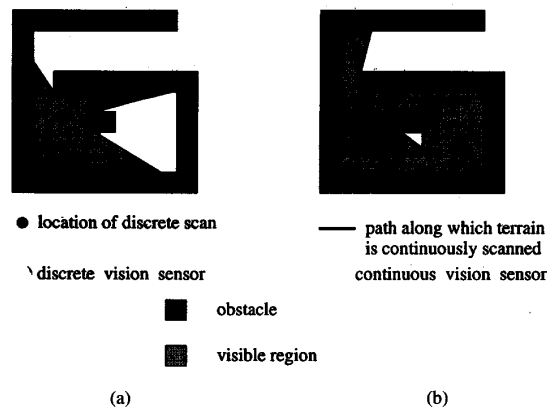 location of discrete scan
path along which terrain
is continuously scanned
discrete vision sensor
continuous vision sensor
obstacle
visible region
(a)
(b)